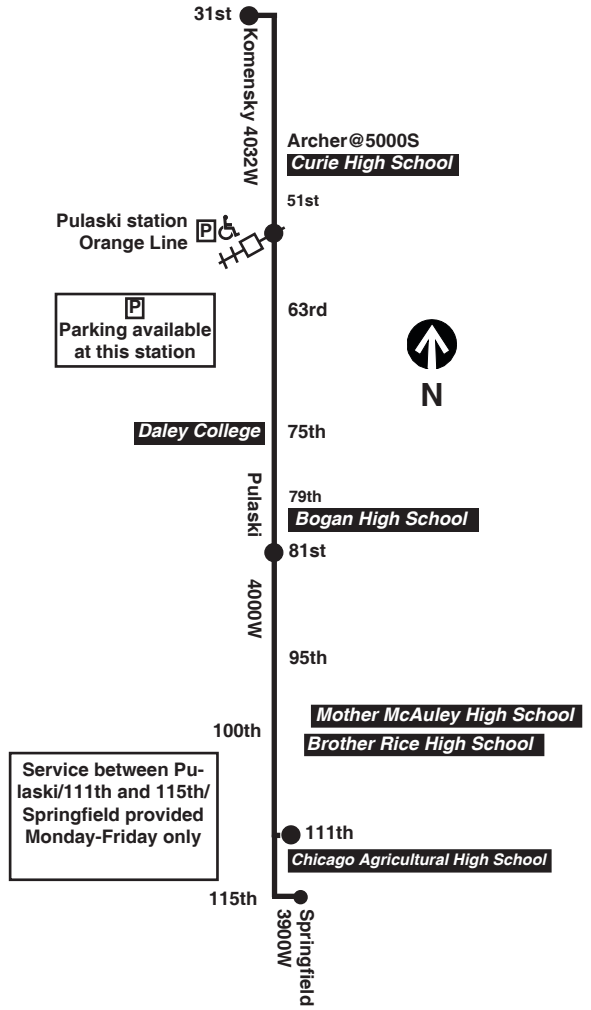 31st
Komensky 4032W
Archer@5000S
Curie High School
51st
Pulaski station
Orange Line
P
63rd
P
Parking available
at this station
N
Daley College
75th
Pulaski
79th
Bogan High School
81st
4000W
95th
Mother McAuley High School
100th
Brother Rice High School
Service between Pu-
laski/111th and 115th/
Springfield provided
Monday-Friday only
111th
Chicago Agricultural High School
115th
Springfield
3900W